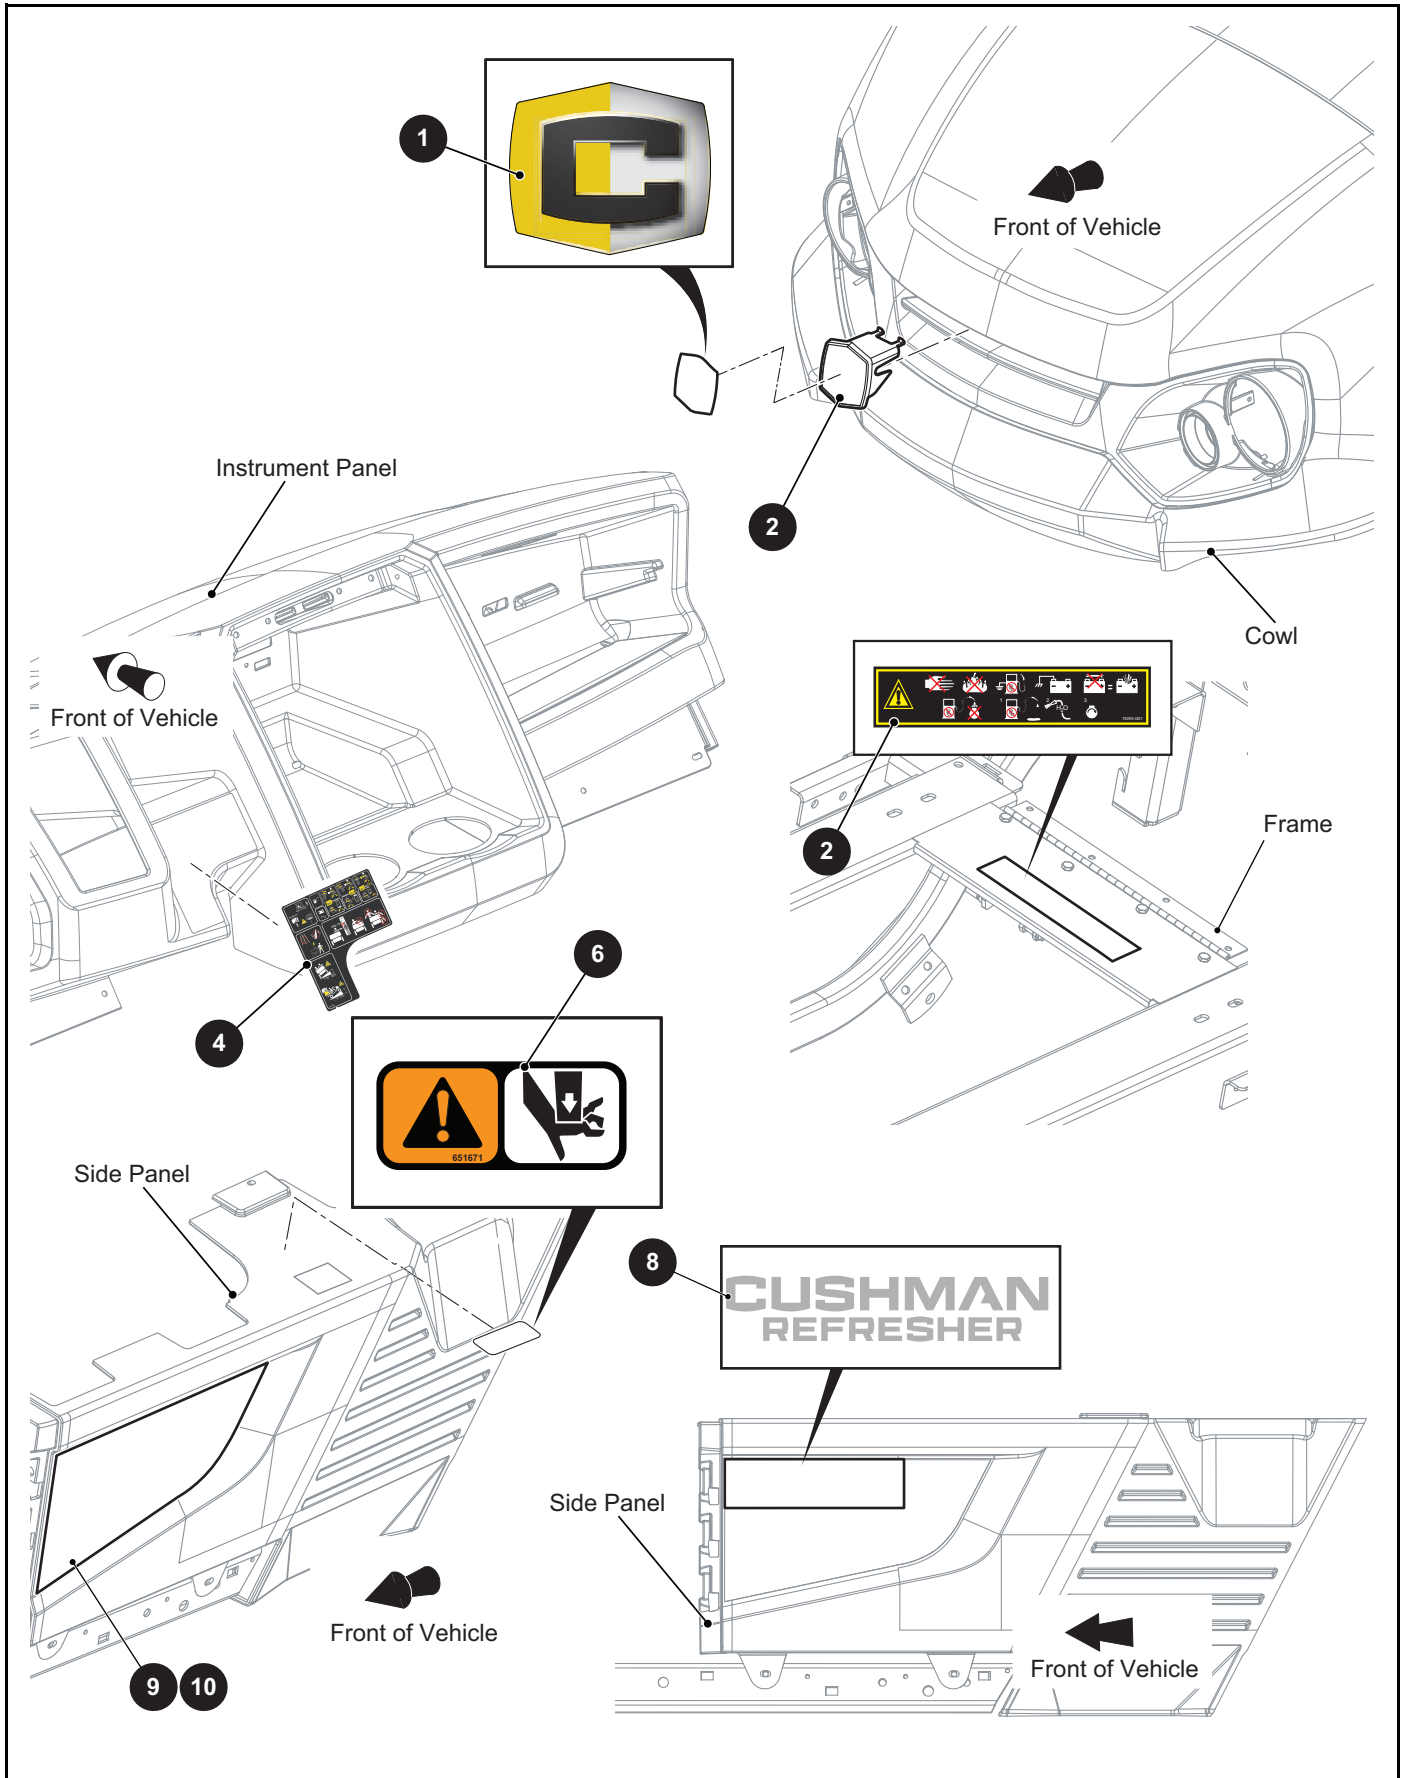 1
C
Front of Vehicle
2
Cowl
Instrument Panel
Front of Vehicle
4
2
H₂O
Frame
6
651671
Side Panel
8
CUSHMAN
REFRESHER
Side Panel
Front of Vehicle
9 10
Front of Vehicle